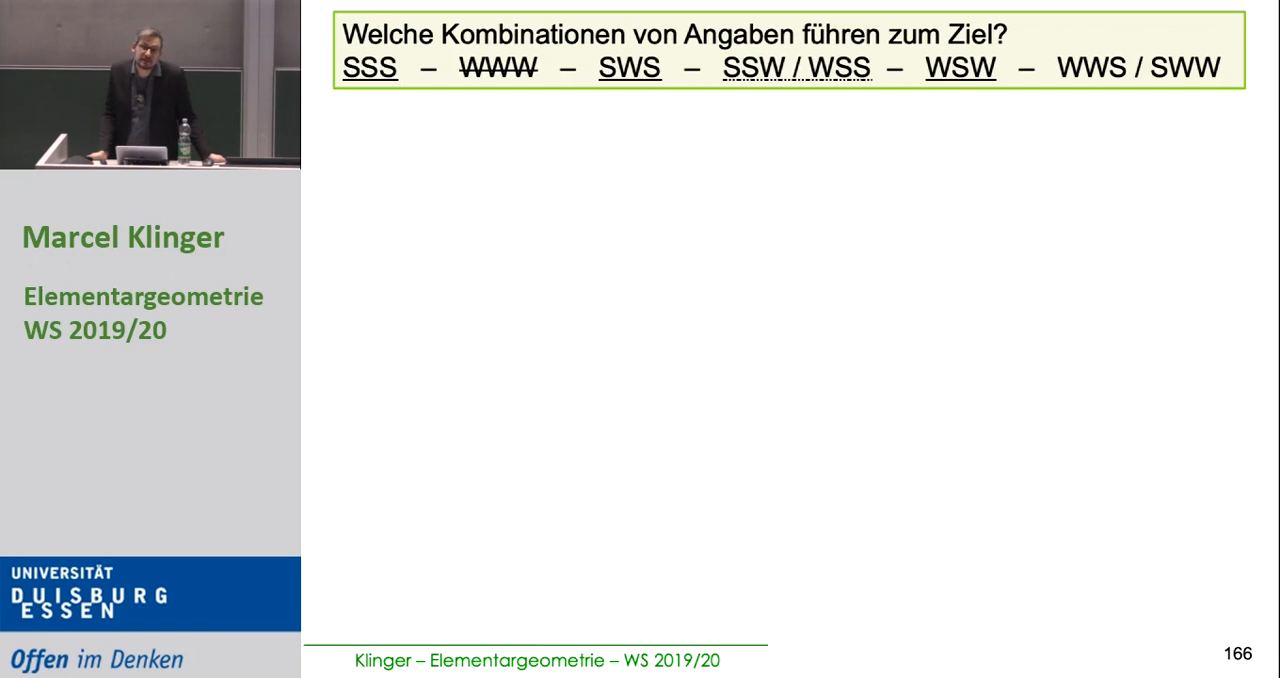 Welche Kombinationen von Angaben führen zum Ziel?
SSS – WWW – SWS – SSW / WSS – WSW – WWS / SWW
Marcel Klinger
Elementargeometrie
WS 2019/20
UNIVERSITÄT
DUISBURG
ESSEN
Offen im Denken
Klinger – Elementargeometrie – WS 2019/20
166